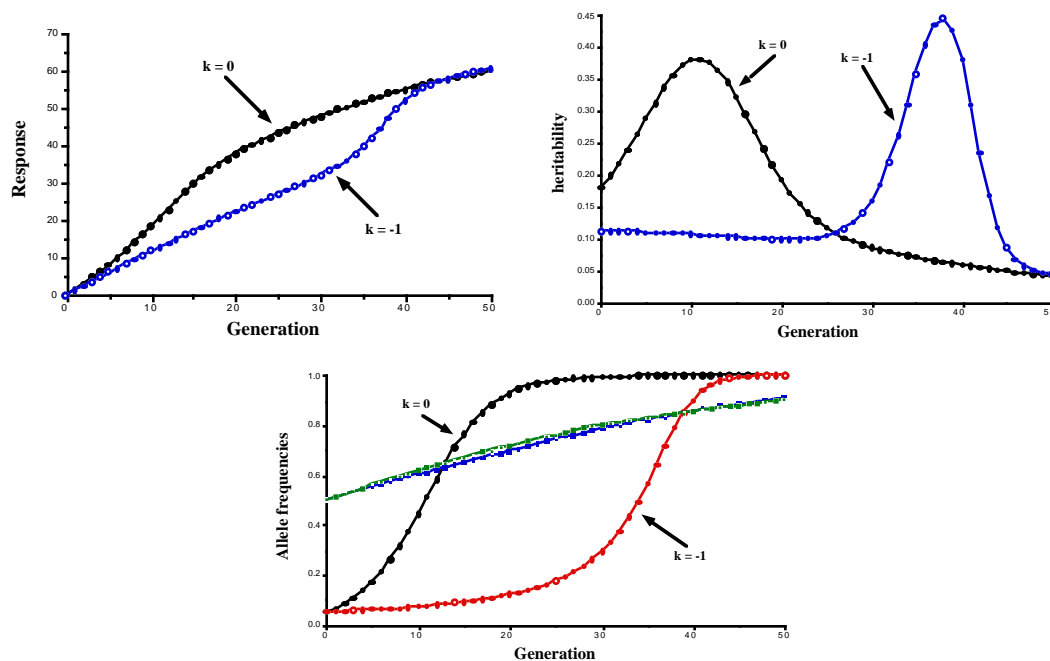 70
60
50
40
30
20
10
0
Response
k = 0
k = -1
0 10 20 30 40 50
Generation
0.45
0.40
0.35
0.30
0.25
0.20
0.15
0.10
0.05
0.00
heritability
k = 0
k = -1
0 10 20 30 40 50
Generation
1.0
0.8
0.6
0.4
0.2
0.0
Allele frequencies
k = 0
k = -1
0 10 20 30 40 50
Generation